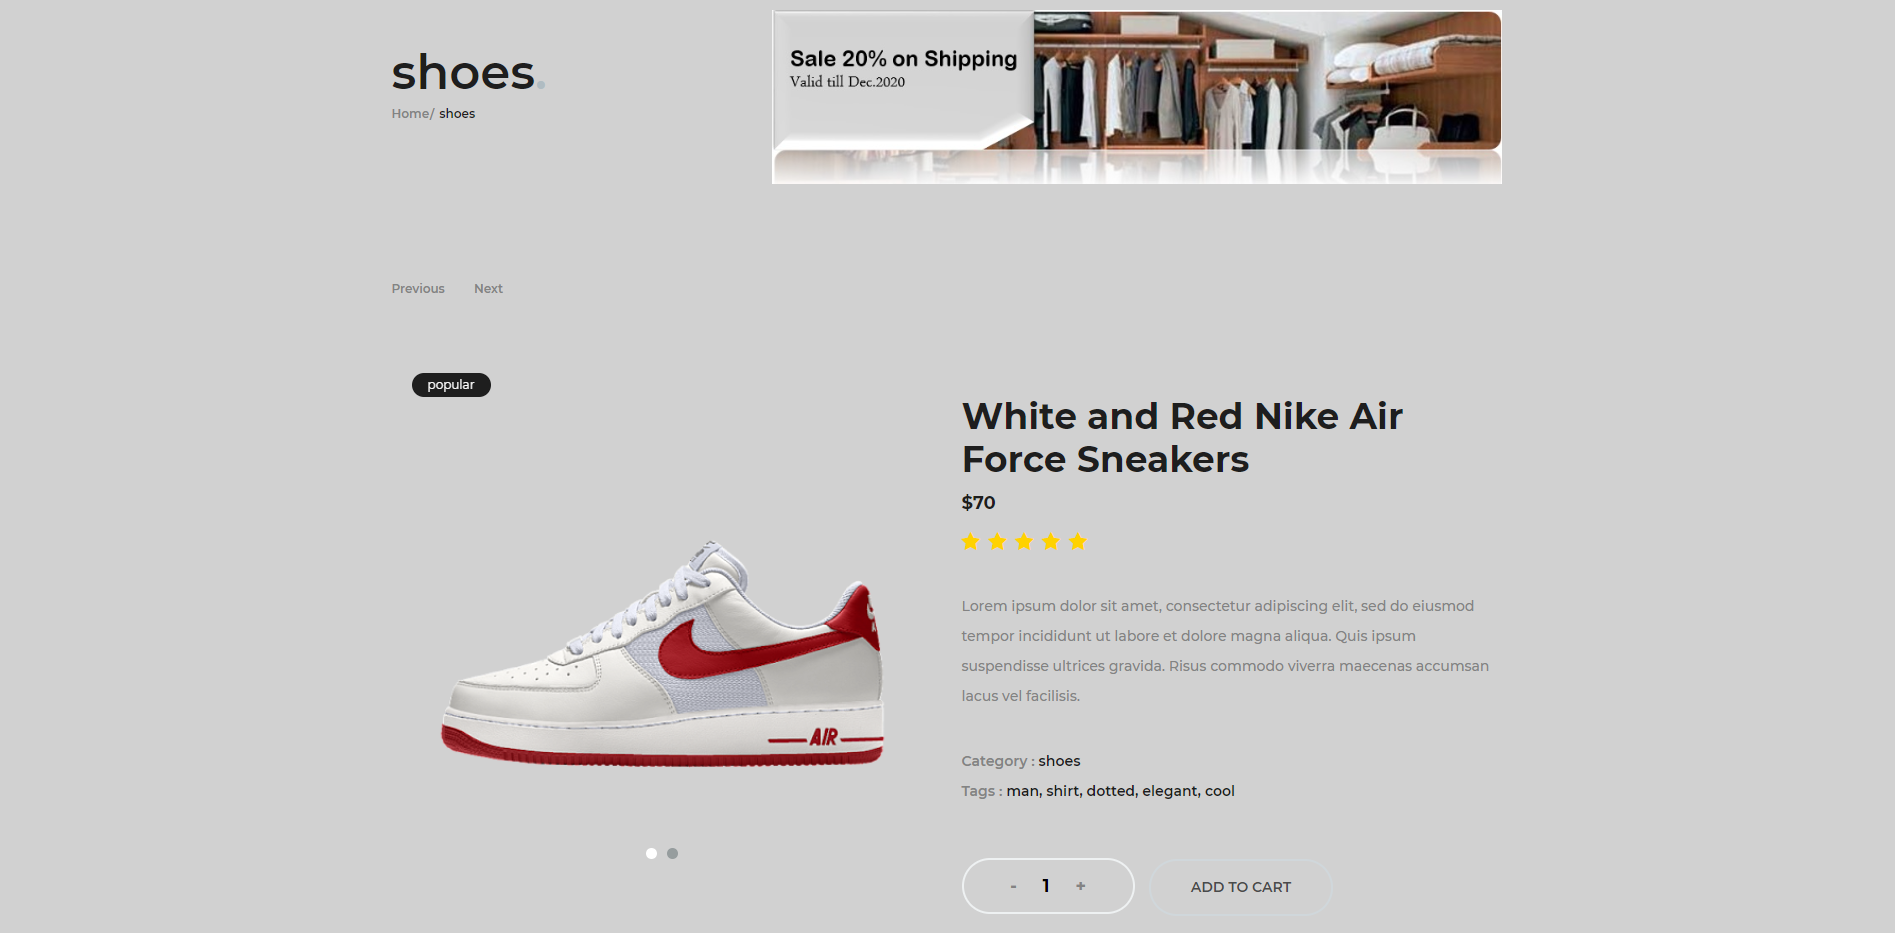 shoes.
Home/ shoes
Sale 20% on Shipping
Valid till Dec.2020
Previous Next
popular
White and Red Nike Air
Force Sneakers
$70
Lorem ipsum dolor sit amet, consectetur adipiscing elit, sed do eiusmod
tempor incididunt ut labore et dolore magna aliqua. Quis ipsum
suspendisse ultrices gravida. Risus commodo viverra maecenas accumsan
lacus vel facilisis.
Category : shoes
Tags : man, shirt, dotted, elegant, cool
AIR
- 1 +
ADD TO CART